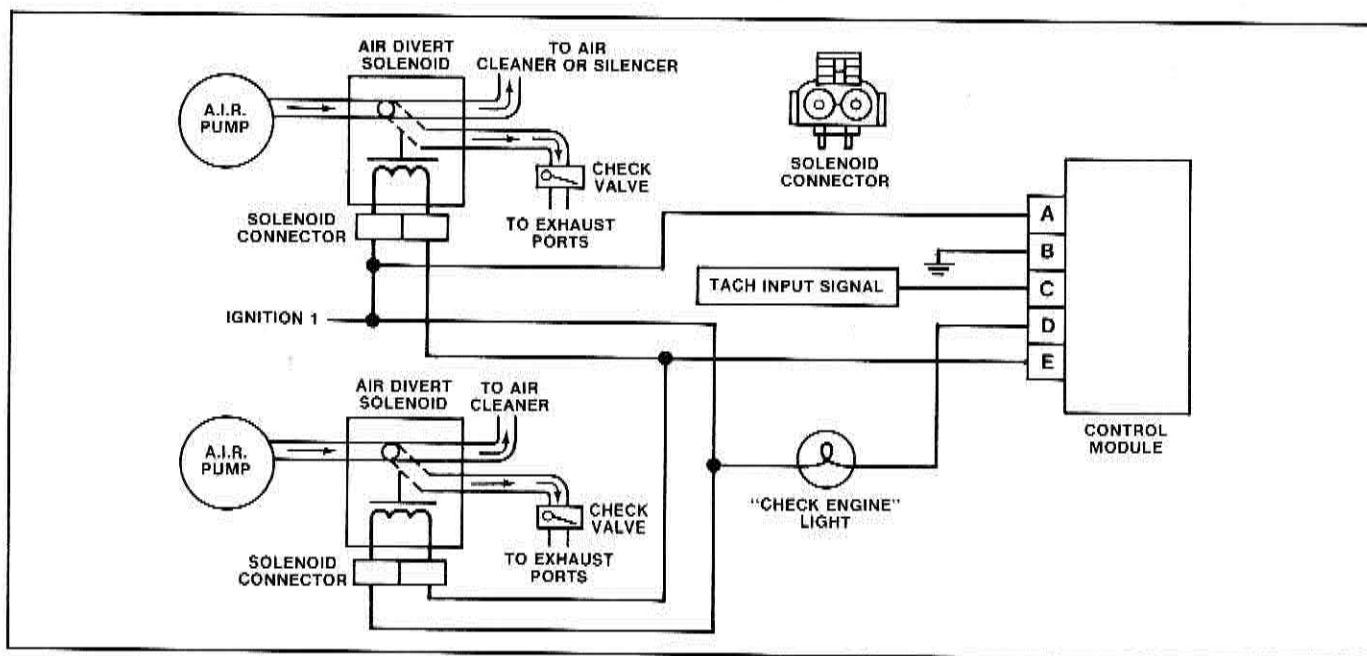 AIR DIVERT
SOLENOID
TO AIR
CLEANER OR SILENCER
A.I.R.
PUMP
CHECK
VALVE
SOLENOID
CONNECTOR
TO EXHAUST
PORTS
SOLENOID
CONNECTOR
A
B
C
D
E
TACH INPUT SIGNAL
IGNITION 1
CONTROL
MODULE
AIR DIVERT
SOLENOID
TO AIR
CLEANER
A.I.R.
PUMP
CHECK
VALVE
"CHECK ENGINE"
LIGHT
SOLENOID
CONNECTOR
TO EXHAUST
PORTS